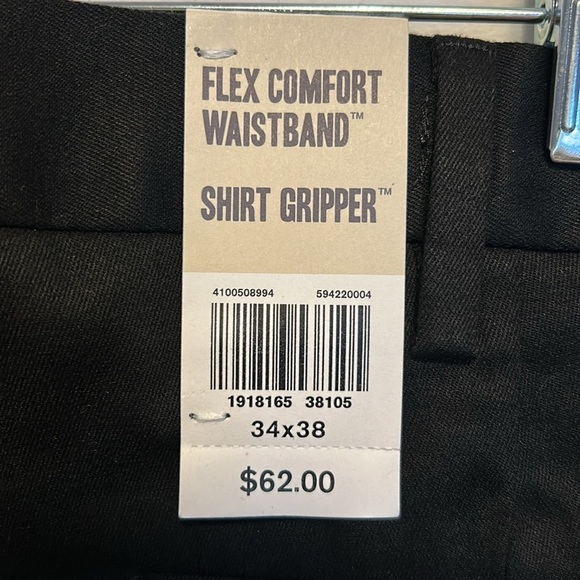 FLEX COMFORT
WAISTBAND™
SHIRT GRIPPER™
4100508994 594220004
1918165 38105
34x38
$62.00